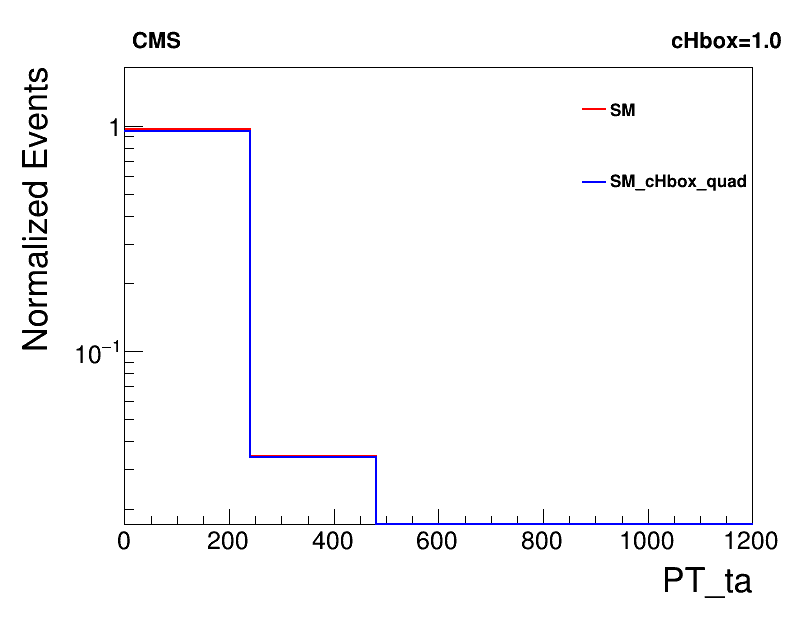 CMS
cHbox=1.0
Normalized Events
1
10⁻¹
SM
SM_cHbox_quad
0 200 400 600 800 1000 1200
PT_ta